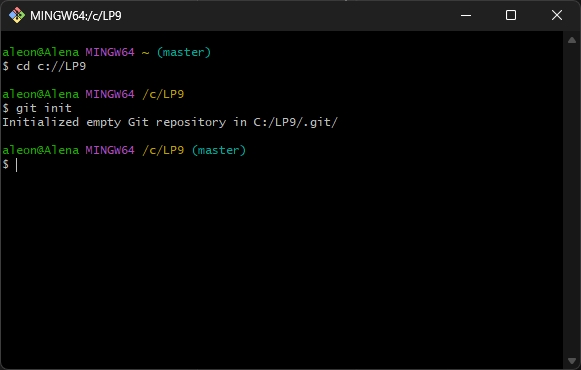 MINGW64:/c/LP9
aleon@Alena MINGW64 ~ (master)
$ cd c://LP9
aleon@Alena MINGW64 /c/LP9
$ git init
Initialized empty Git repository in C:/LP9/.git/
aleon@Alena MINGW64 /c/LP9 (master)
$